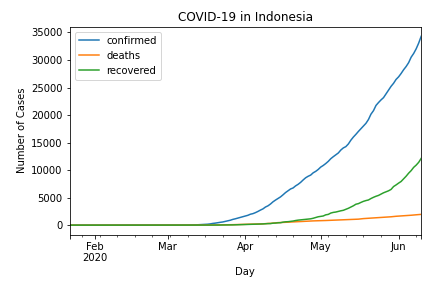 COVID-19 in Indonesia
confirmed
deaths
recovered
Number of Cases
35000
30000
25000
20000
15000
10000
5000
0
Feb
2020
Mar
Apr
May
Jun
Day